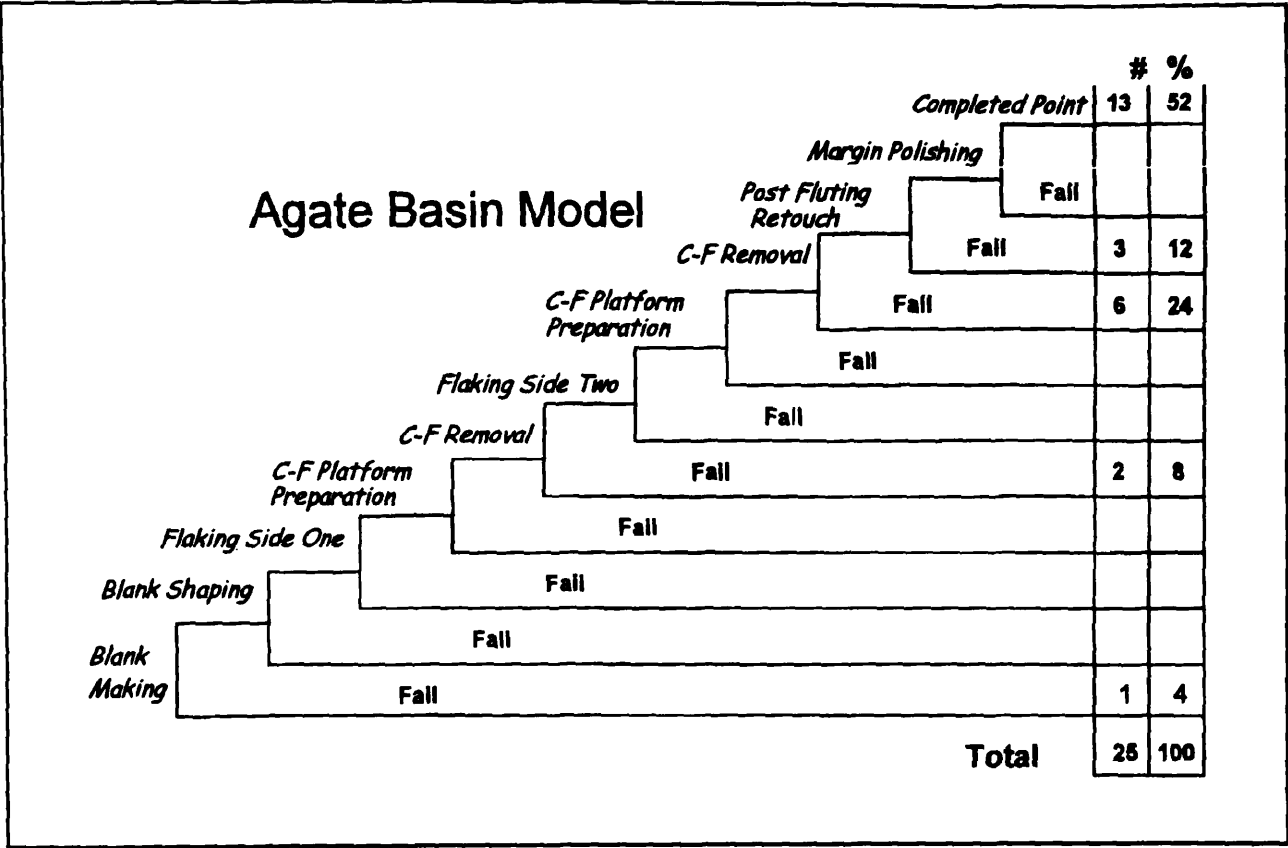 # %
Completed Point 13 52
Margin Polishing
Fail
Agate Basin Model
Post Fluting
Retouch
Fail 3 12
C-F Removal
Fail 6 24
C-F Platform
Preparation
Fail
Flaking Side Two
Fail
C-F Removal
Fail 2 8
C-F Platform
Preparation
Fail
Flaking Side One
Fail
Blank Shaping
Fail
Blank
Making
Fail 1 4
Total 25 100